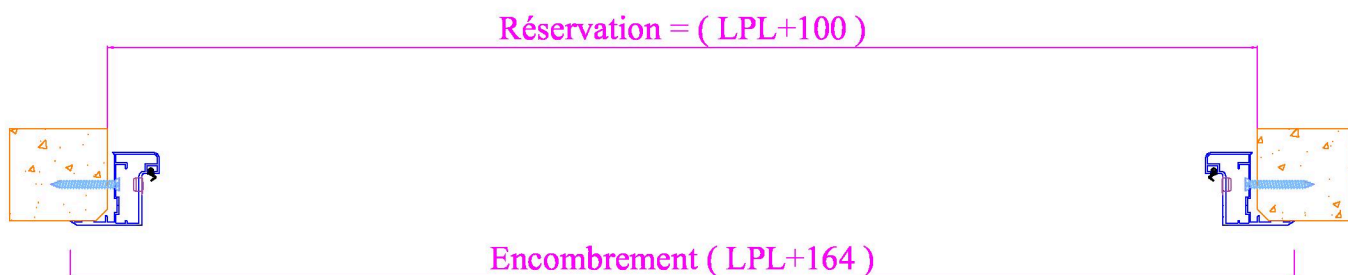 Réservation = ( LPL+100 )
Encombrement ( LPL+164 )